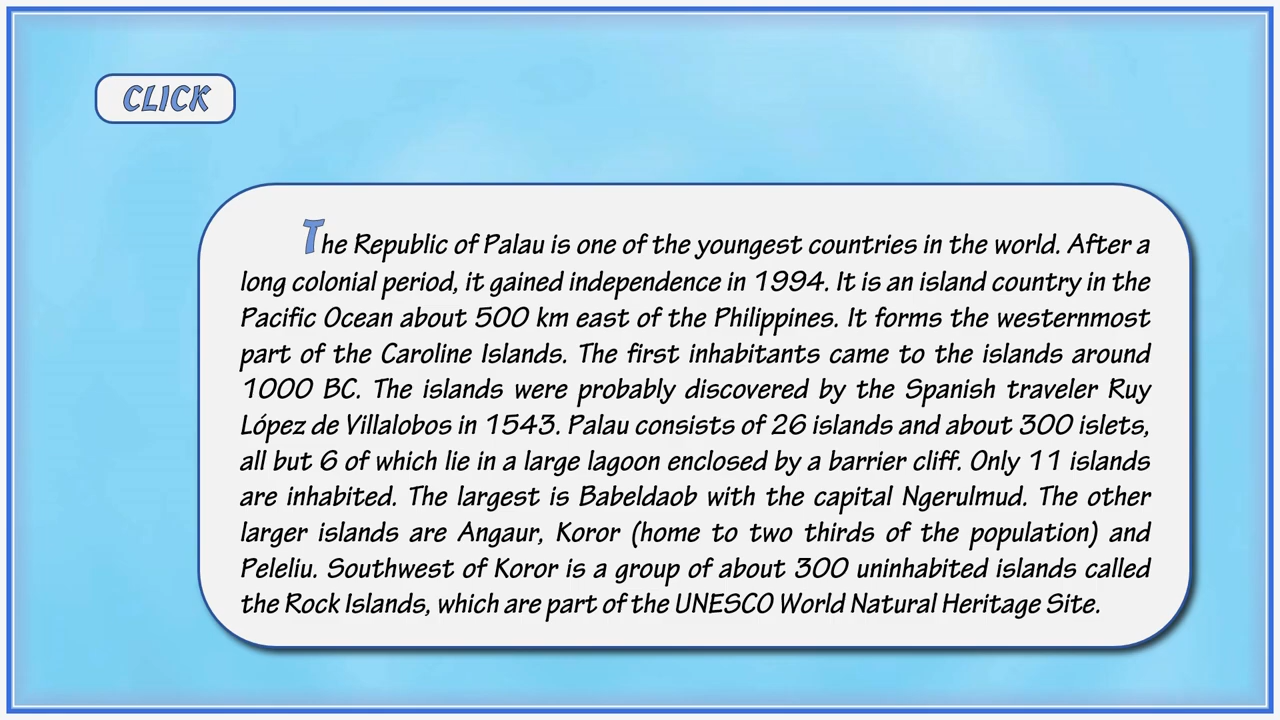 CLICK
The Republic of Palau is one of the youngest countries in the world. After a
long colonial period, it gained independence in 1994. It is an island country in the
Pacific Ocean about 500 km east of the Philippines. It forms the westernmost
part of the Caroline Islands. The first inhabitants came to the islands around
1000 BC. The islands were probably discovered by the Spanish traveler Ruy
López de Villalobos in 1543. Palau consists of 26 islands and about 300 islets,
all but 6 of which lie in a large lagoon enclosed by a barrier cliff. Only 11 islands
are inhabited. The largest is Babeldaob with the capital Ngerulmud. The other
larger islands are Angaur, Koror (home to two thirds of the population) and
Peleliu. Southwest of Koror is a group of about 300 uninhabited islands called
the Rock Islands, which are part of the UNESCO World Natural Heritage Site.